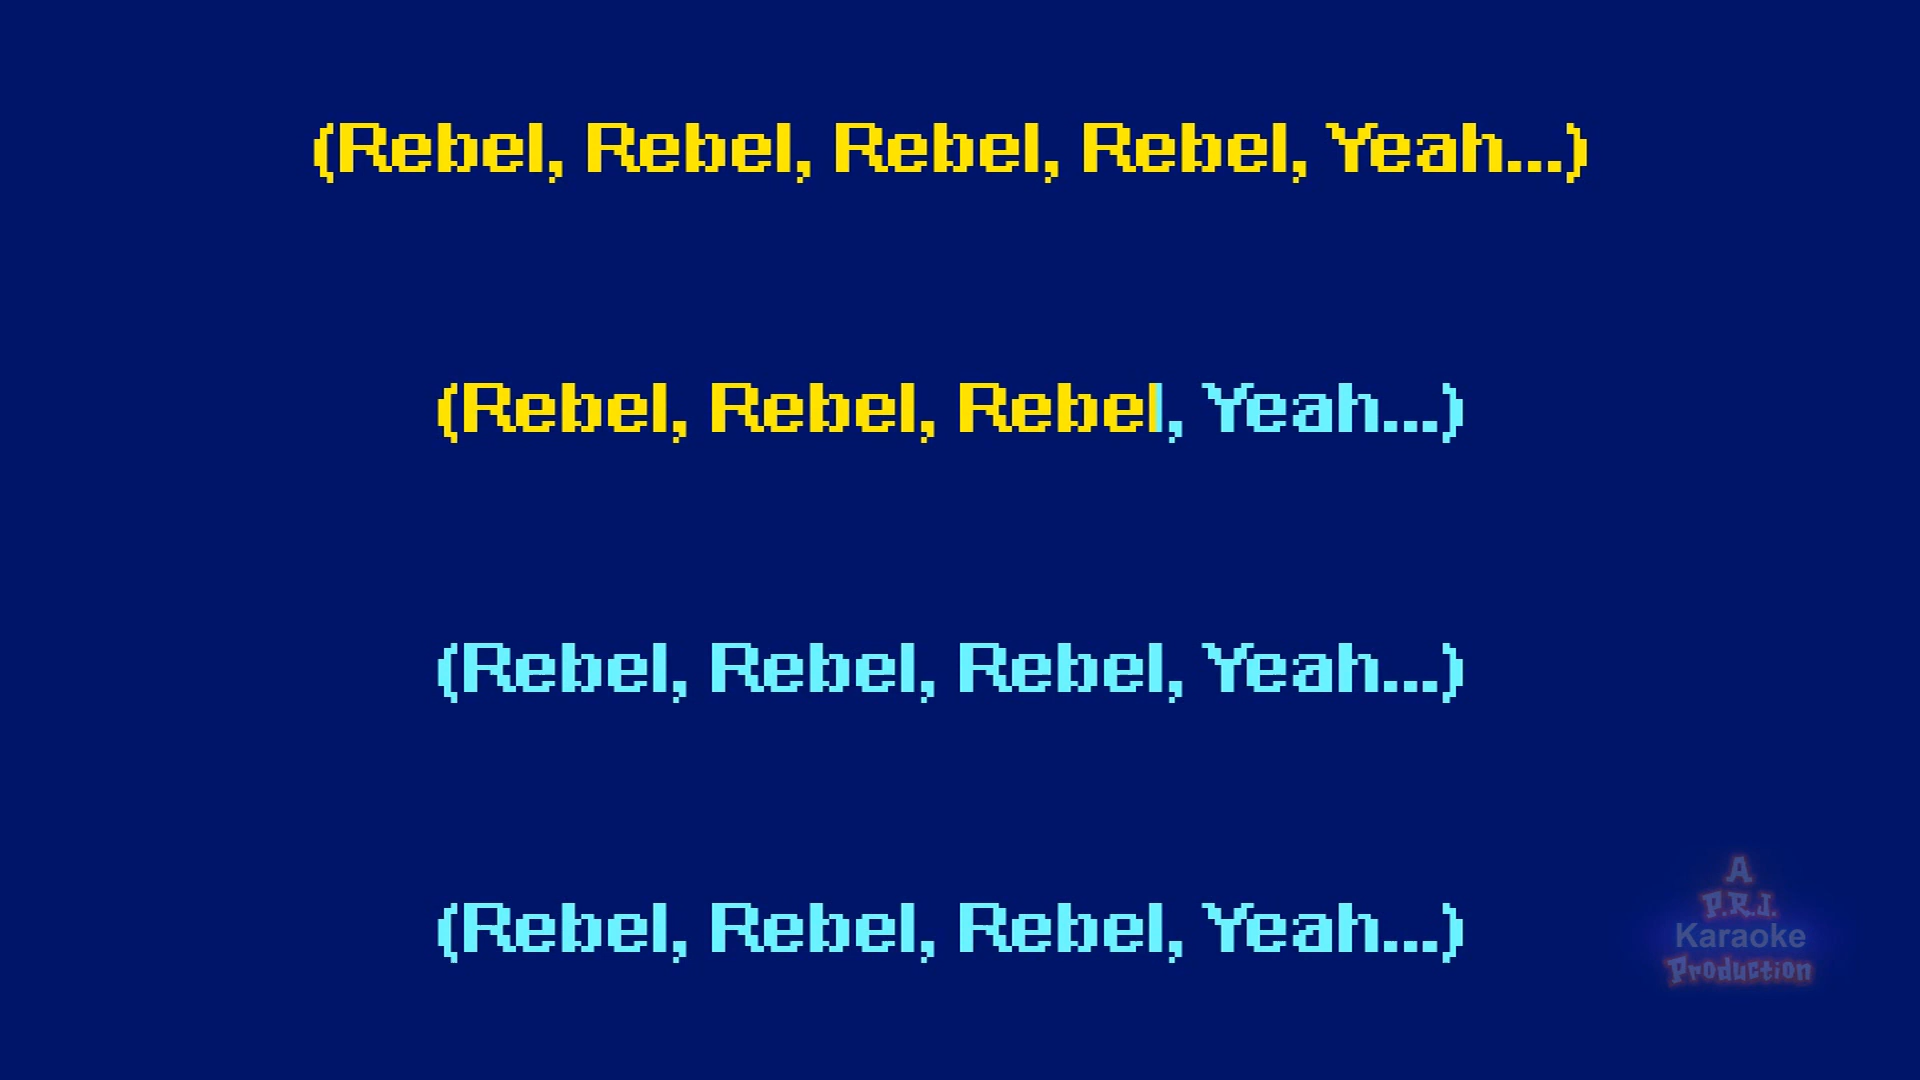 (Rebel, Rebel, Rebel, Rebel, Yeah...)
(Rebel, Rebel, Rebel, Yeah...)
(Rebel, Rebel, Rebel, Yeah...)
(Rebel, Rebel, Rebel, Yeah...)
A
P.R.J.
Karaoke
Production